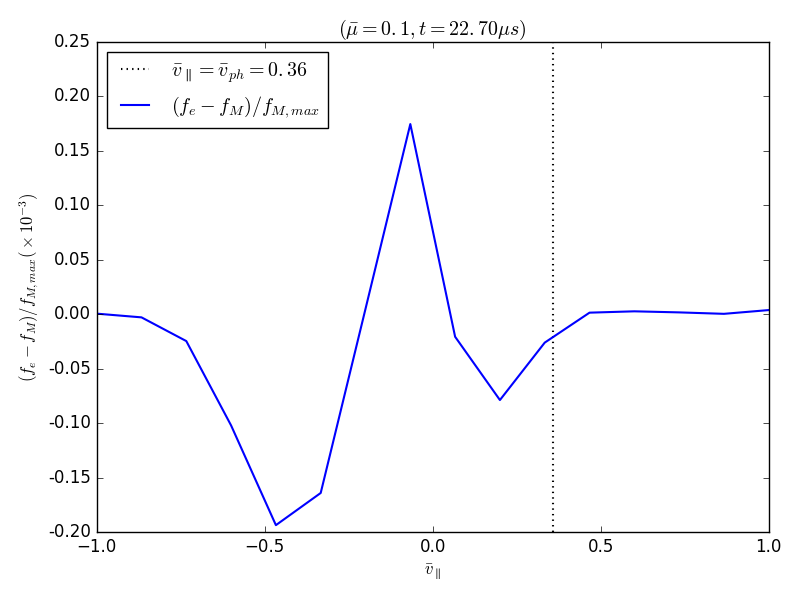 (μ̄ = 0.1, t = 22.70μs)
v̄∥ = v̄ph = 0.36
(fe − fM)/fM,max
0.25
0.20
0.15
0.10
0.05
0.00
-0.05
-0.10
-0.15
-0.20
(fe − fM)/fM,max(×10⁻³)
−1.0 −0.5 0.0 0.5 1.0
v̄∥